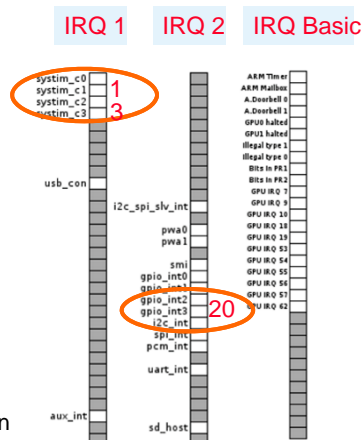 IRQ 1 IRQ 2 IRQ Basic
systim_c0
systim_c1
systim_c2
systim_c3
1
3
usb_con
aux_int
i2c_spi_slv_int
pwa0
pwa1
smi
gpio_int0
gpio_int1
gpio_int2
gpio_int3
i2c_int
20
spi_int
pcm_int
uart_int
sd_host
ARM Timer
ARM Mailbox
A.Doorbell 0
A.Doorbell 1
GPU0 halted
GPU1 halted
Illegal type 1
Illegal type 0
Bits in PR1
Bits in PR2
GPU IRQ 7
GPU IRQ 9
GPU IRQ 10
GPU IRQ 18
GPU IRQ 19
GPU IRQ 53
GPU IRQ 54
GPU IRQ 55
GPU IRQ 56
GPU IRQ 57
GPU IRQ 62
n